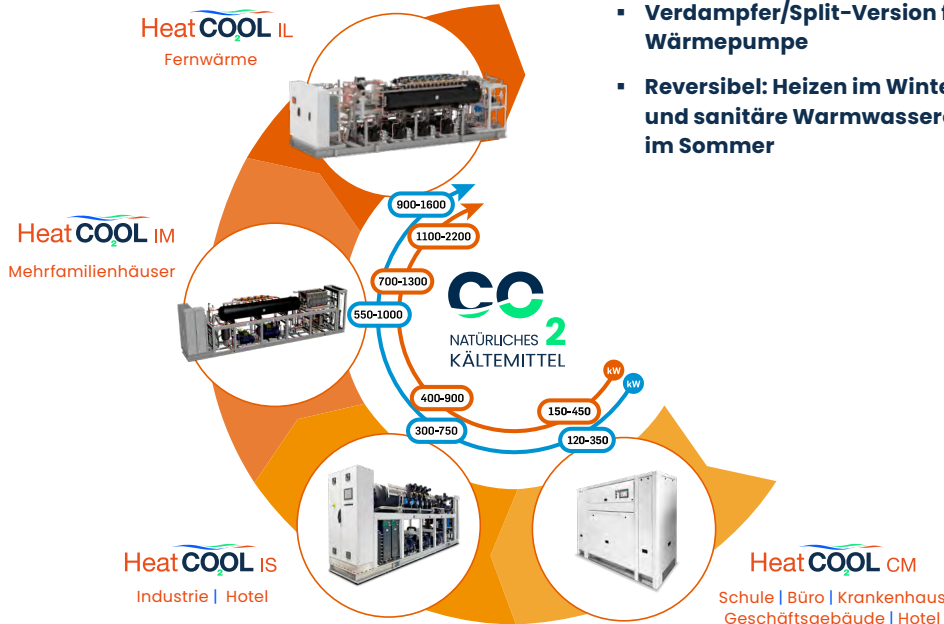 HeatCO2OL IL
Fernwärme
▪ Verdampfer/Split-Version
Wärmepumpe
▪ Reversibel: Heizen im
und sanitäre
im Sommer
900-1600
1100-2200
HeatCO2OL IM
Mehrfamilienhäuser
700-1300
550-1000
CO2
NATÜRLICHES
KÄLTEMITTEL
kW
kW
400-900
150-450
300-750
120-350
HeatCO2OL IS
Industrie | Hotel
HeatCO2OL CM
Schule | Büro | Krankenhaus
Geschäftsgebäude | Hotel